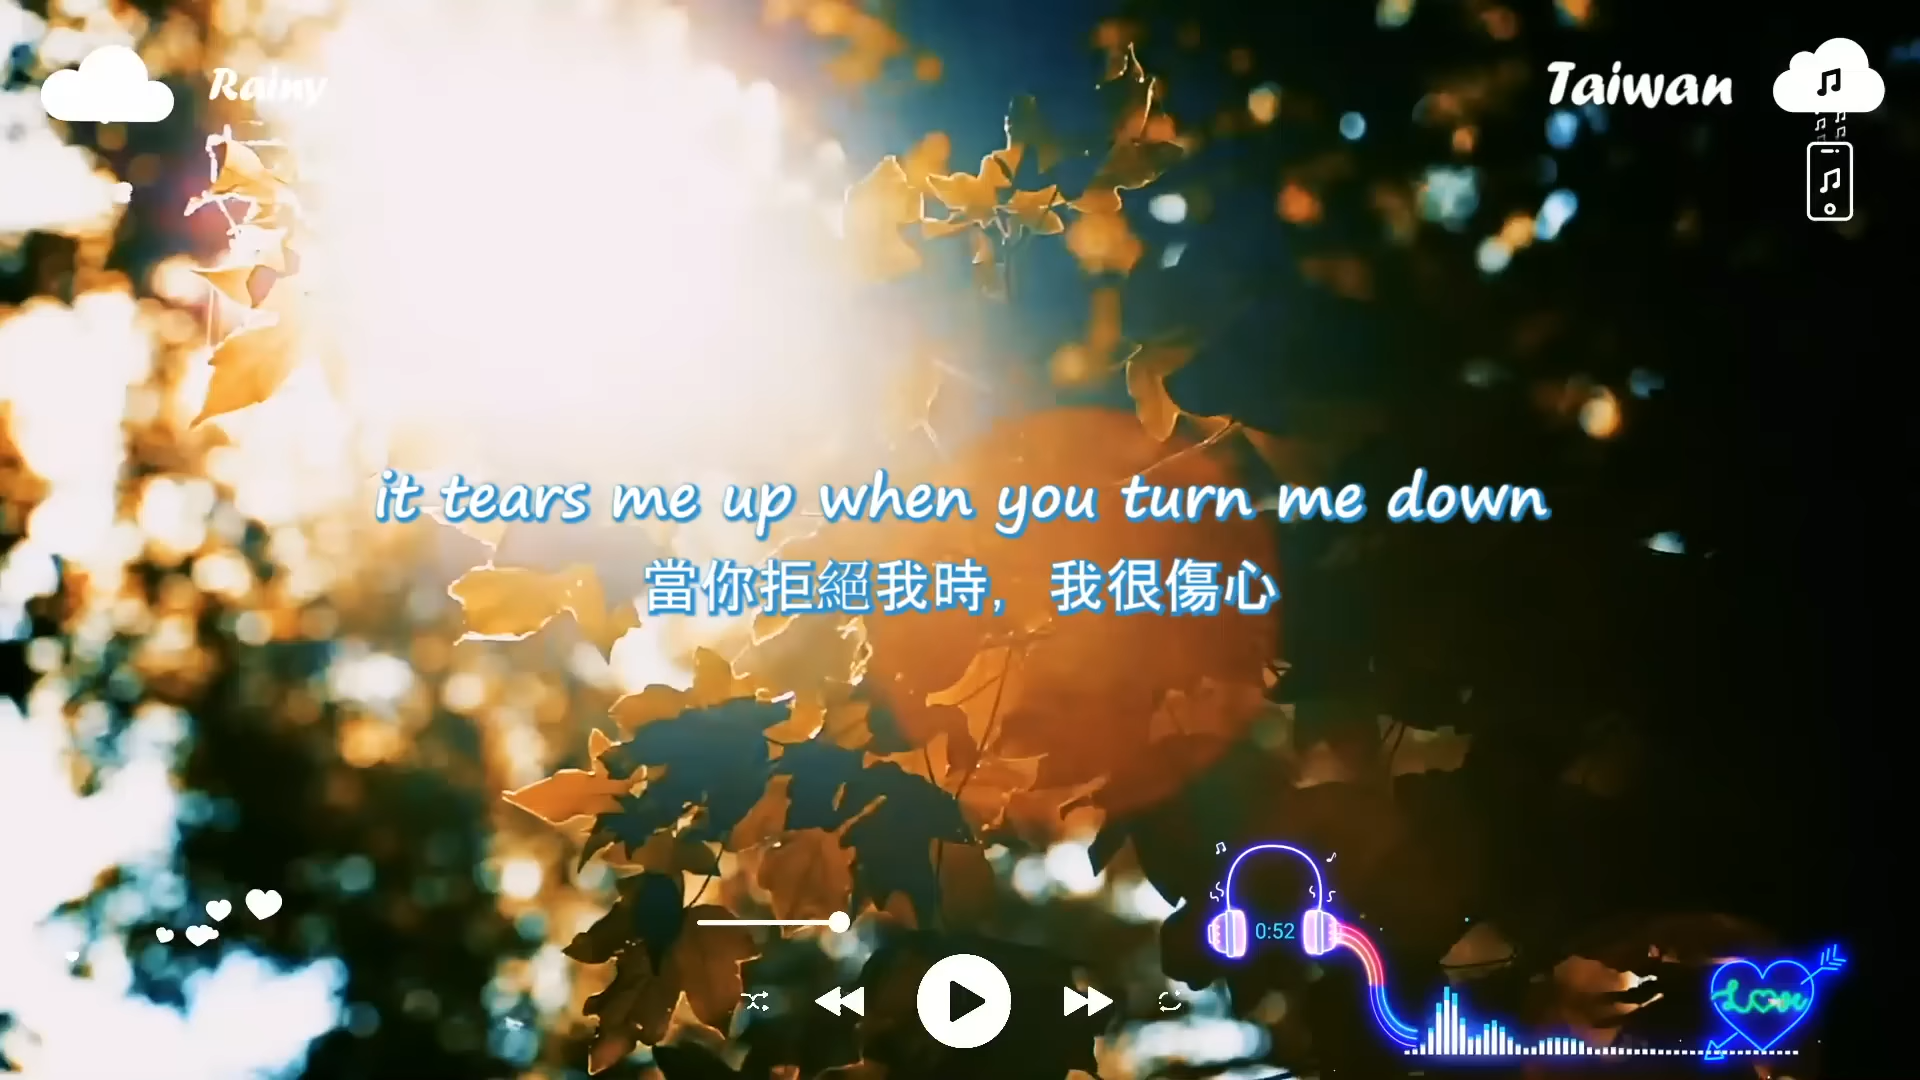 Rainy
Taiwan
it tears me up when you turn me down
當你拒絕我時，我很傷心
0:52
Love